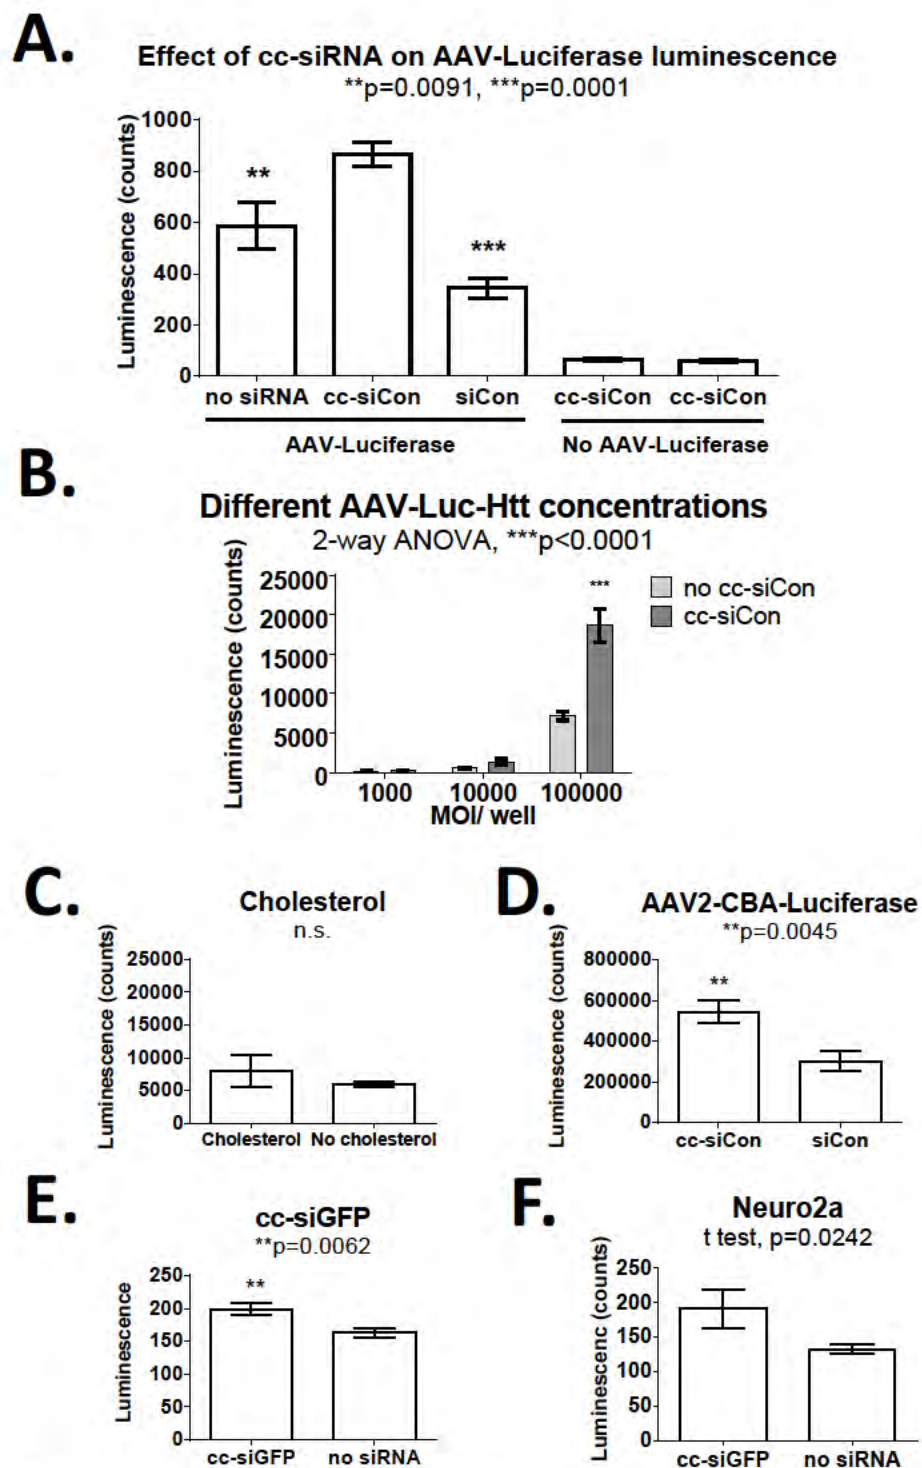 A.
Effect of cc-siRNA on AAV-Luciferase luminescence
**p=0.0091, ***p=0.0001
Luminescence (counts)
1000
800
600
400
200
0
**
***
no siRNA cc-siCon siCon cc-siCon cc-siCon
AAV-Luciferase No AAV-Luciferase
B.
Different AAV-Luc-Htt concentrations
2-way ANOVA, ***p<0.0001
Luminescence (counts)
25000
20000
15000
10000
5000
0
***
no cc-siCon
cc-siCon
1000 10000 100000
MOI/ well
C.
Cholesterol
n.s.
Luminescence (counts)
25000
20000
15000
10000
5000
0
Cholesterol No cholesterol
D.
AAV2-CBA-Luciferase
**p=0.0045
Luminescence (counts)
800000
600000
400000
200000
0
**
cc-siCon siCon
E.
cc-siGFP
**p=0.0062
Luminescence
250
200
150
100
50
0
**
cc-siGFP no siRNA
F.
Neuro2a
t test, p=0.0242
Luminescenc (counts)
250
200
150
100
50
0
cc-siGFP no siRNA